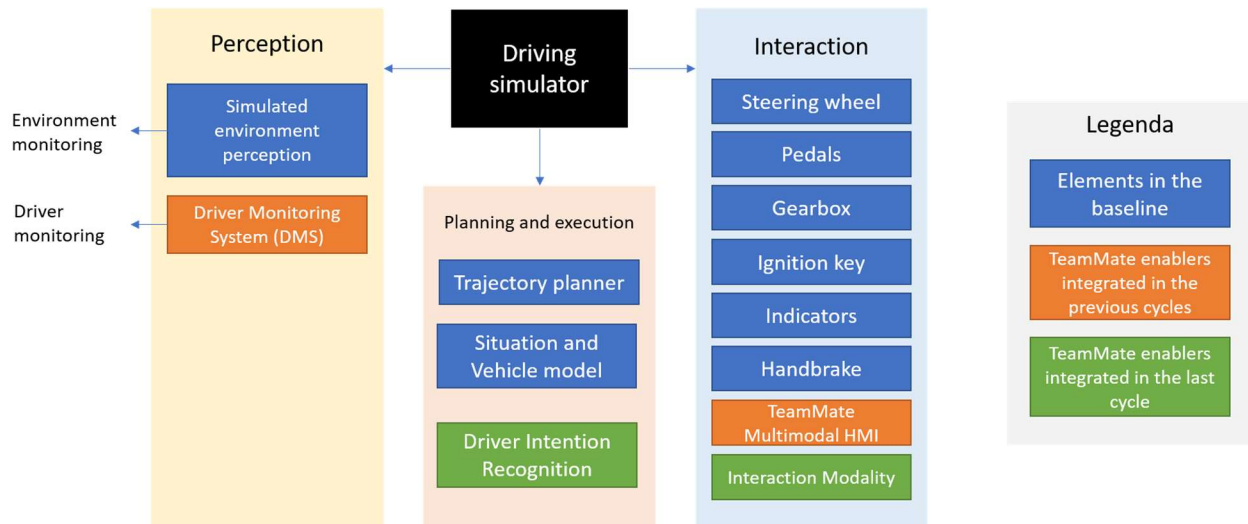 Perception
Environment
monitoring
Simulated
environment
perception
Driver
monitoring
Driver Monitoring
System (DMS)
Driving
simulator
Planning and execution
Trajectory planner
Situation and
Vehicle model
Driver Intention
Recognition
Interaction
Steering wheel
Pedals
Gearbox
Ignition key
Indicators
Handbrake
TeamMate
Multimodal HMI
Interaction Modality
Legenda
Elements in the
baseline
TeamMate enablers
integrated in the
previous cycles
TeamMate enablers
integrated in the last
cycle